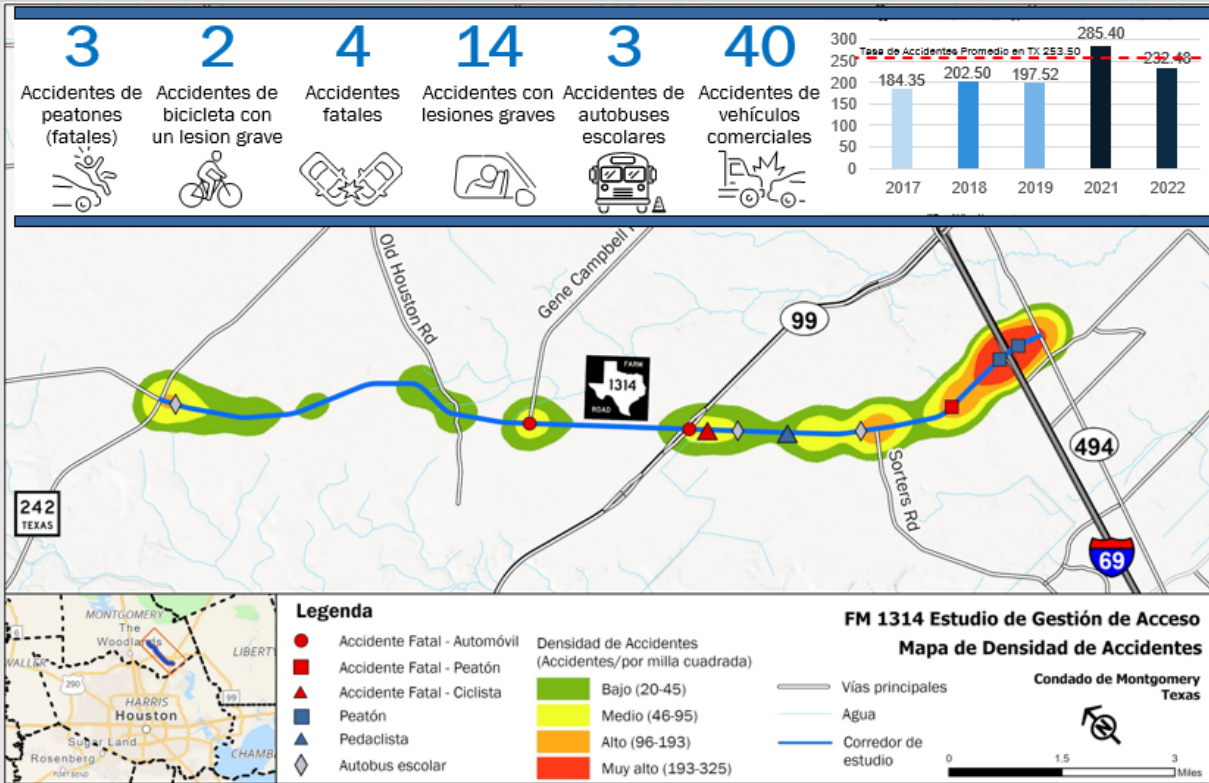 3
2
4
14
3
40
Accidentes de
peatones
(fatales)
Accidentes de
bicicleta con
un lesion grave
Accidentes
fatales
Accidentes con
lesiones graves
Accidentes de
autobuses
escolares
Accidentes de
vehículos
comerciales
300
250
200
150
100
50
0
Tasa de Accidentes Promedio en TX 253.50
184.35
202.50
197.52
285.40
232.48
2017
2018
2019
2021
2022
Old Houston Rd
Gene Campbell
99
FARM
1314
ROAD
Sorters Rd
494
242
TEXAS
69
MONTGOMERY
The
Woodlands
WALLER
LIBERTY
6
290
99
HARRIS
Houston
Sugar Land
Rosenberg
FORT BEND
CHAMB
Legenda
Accidente Fatal - Automóvil
Accidente Fatal - Peatón
Accidente Fatal - Ciclista
Peatón
Pedaclista
Autobus escolar
Densidad de Accidentes
(Accidentes/por milla cuadrada)
Bajo (20-45)
Medio (46-95)
Alto (96-193)
Muy alto (193-325)
Vías principales
Agua
Corredor de
estudio
FM 1314 Estudio de Gestión de Acceso
Mapa de Densidad de Accidentes
Condado de Montgomery
Texas
N
0
1.5
3
Miles